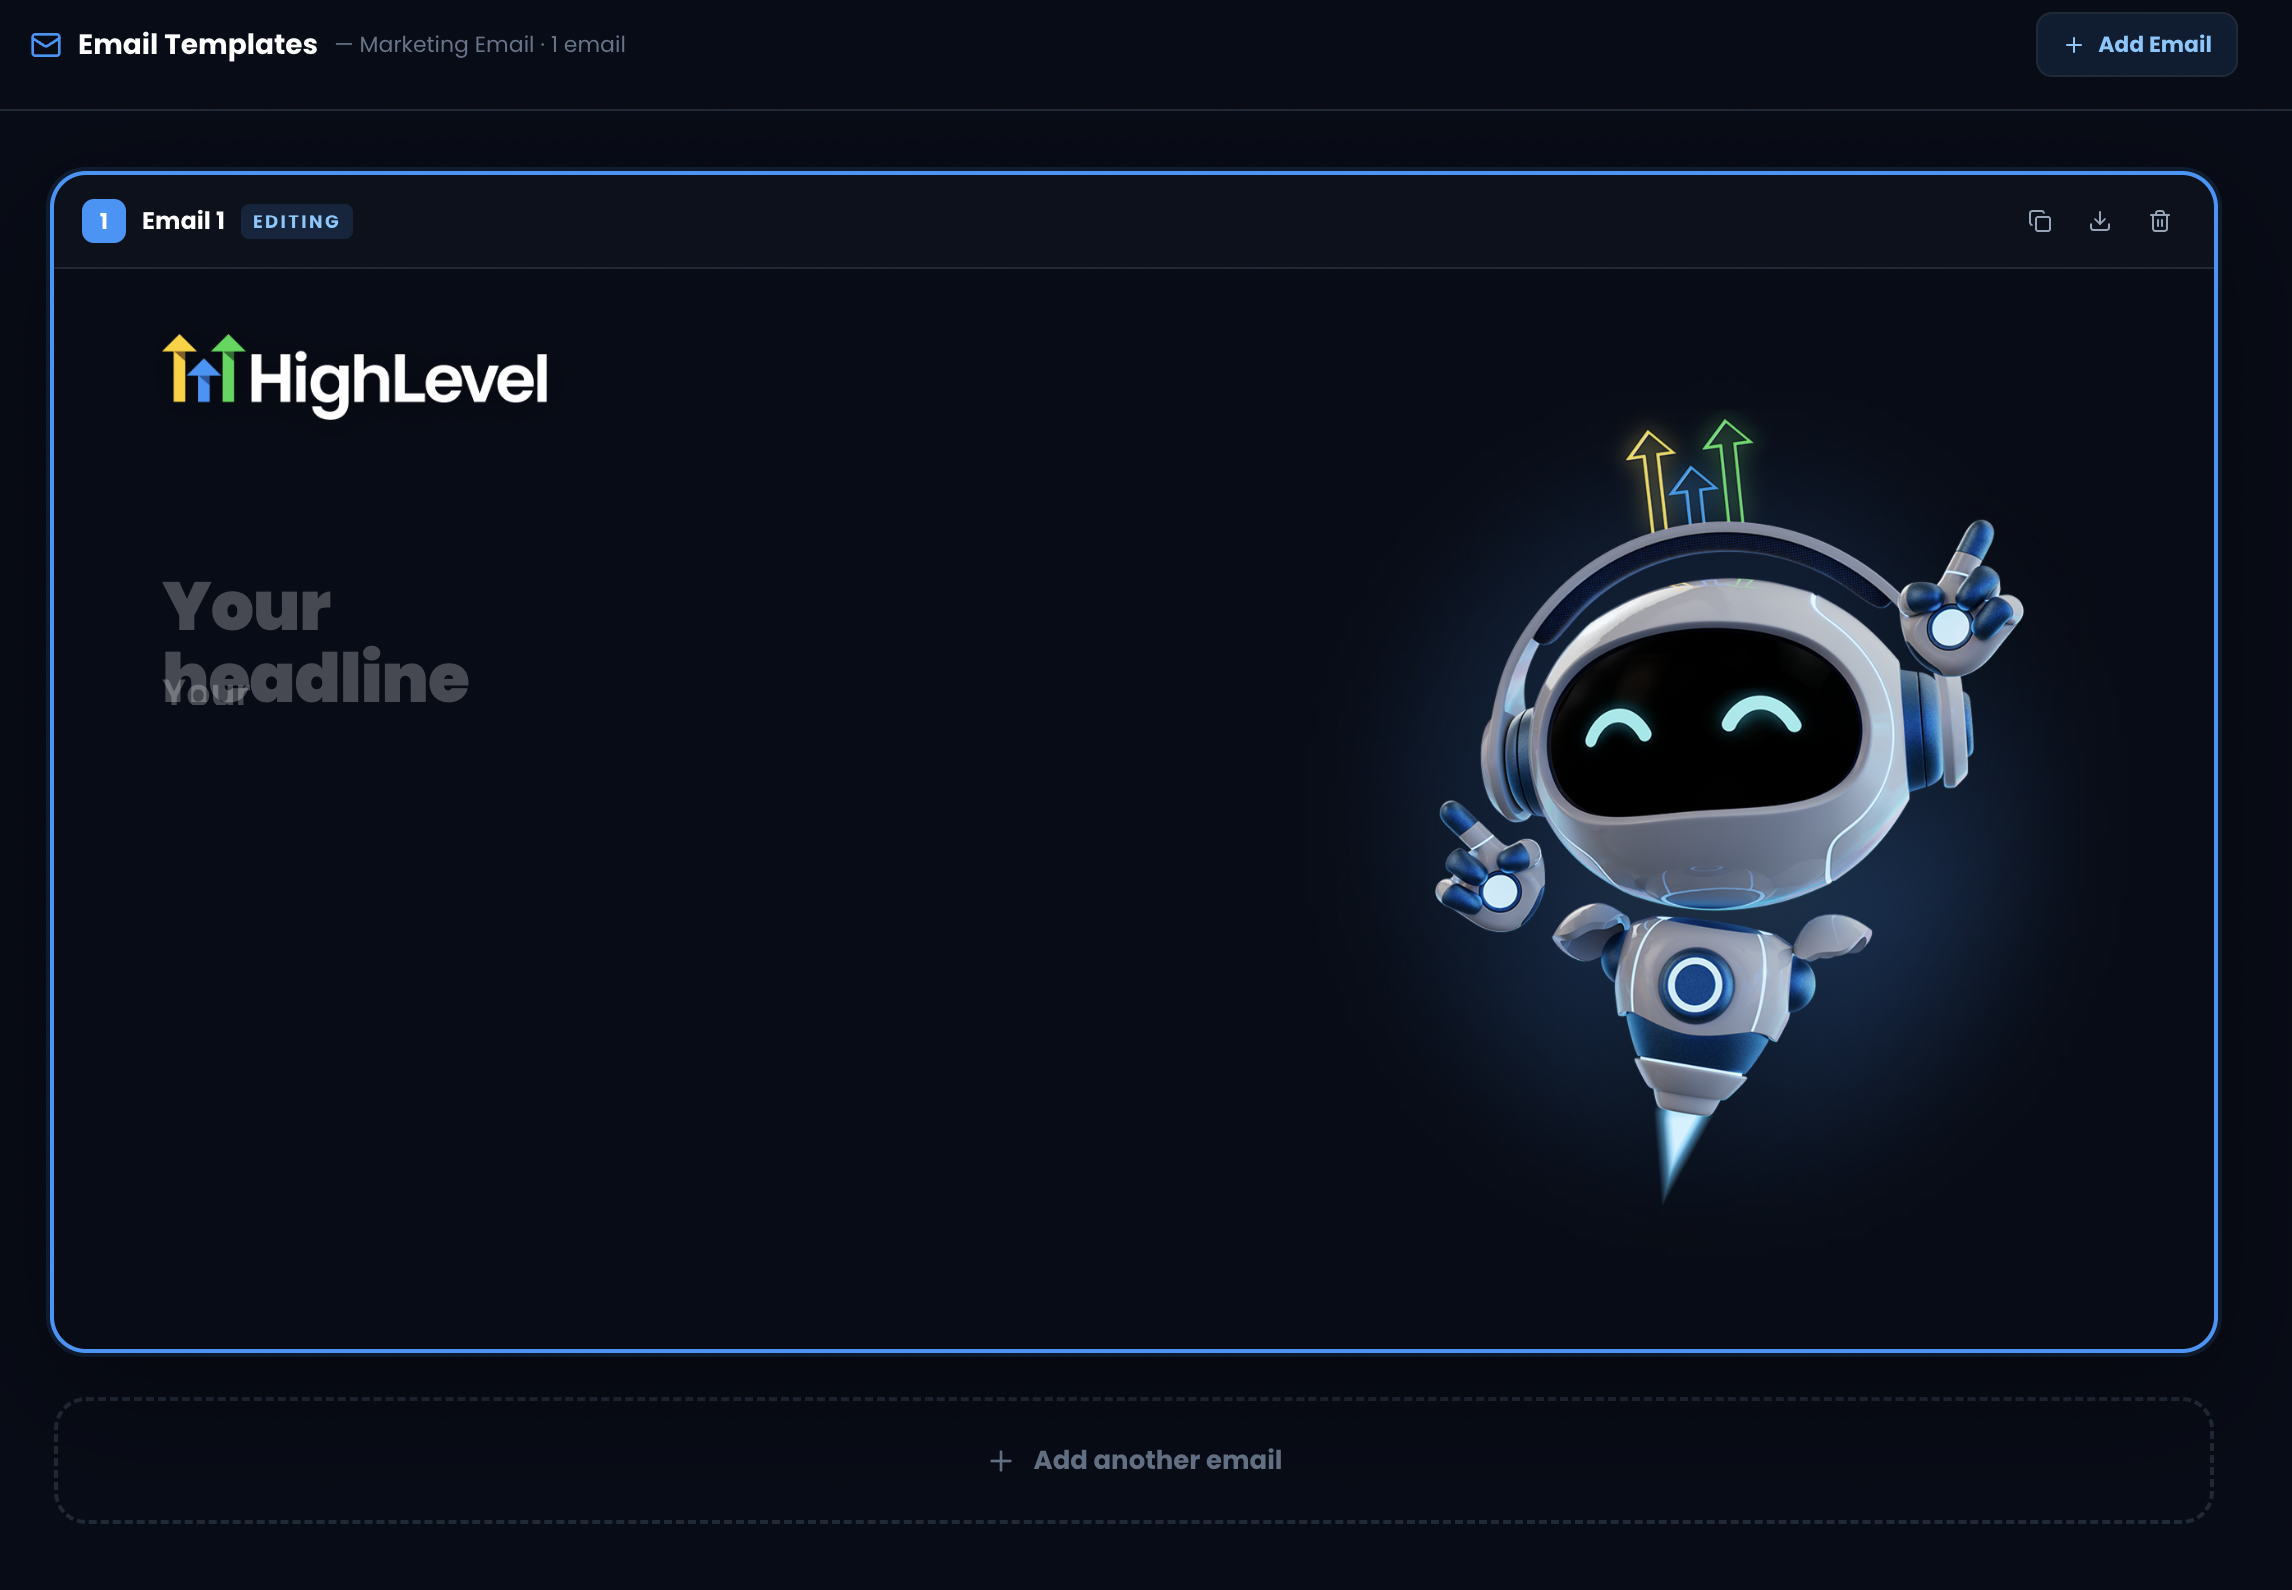 Email Templates — Marketing Email · 1 email
+ Add Email
1 Email 1 EDITING
HighLevel
Your
headline
Your
+ Add another email